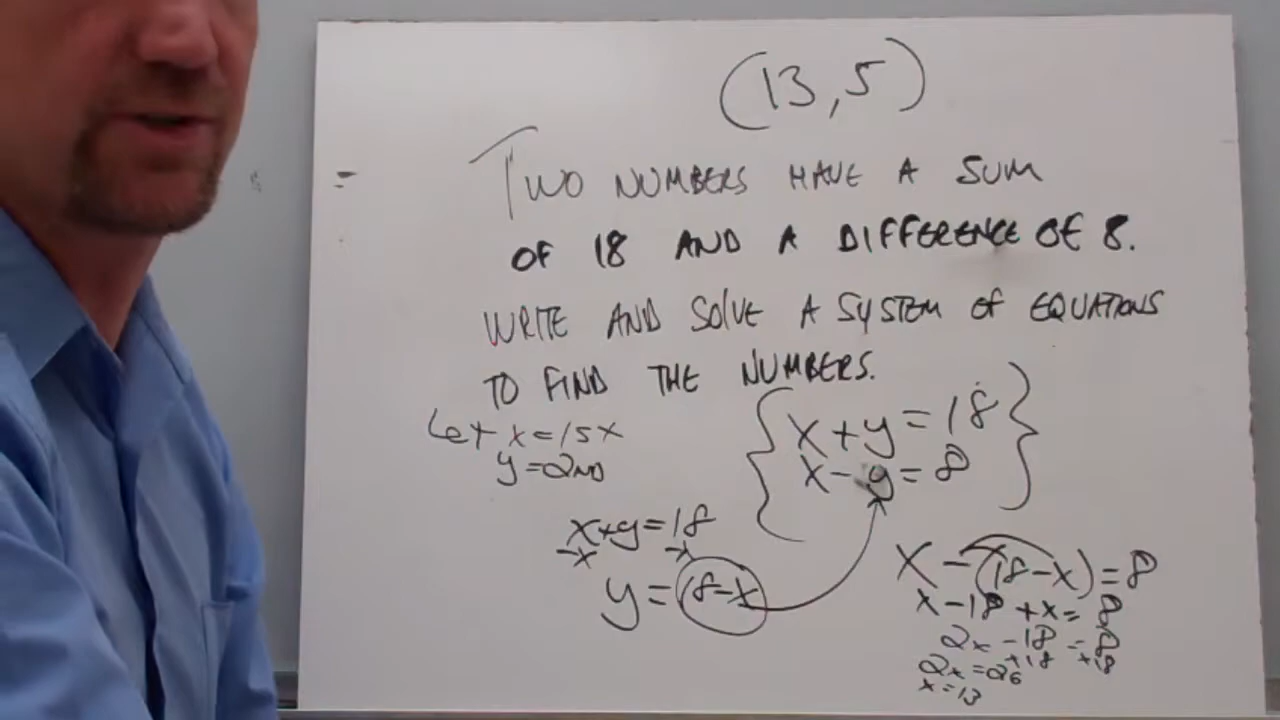 (13,5)
TWO NUMBERS HAVE A SUM
OF 18 AND A DIFFERENCE OF 8.
WRITE AND SOLVE A SYSTEM OF EQUATIONS
TO FIND THE NUMBERS.
Let x=1st
y=2ND
x+y=18
x-y=8
x+y=18
-x -x
y=18-x
x-(18-x)=8
x-18+x=8
2x-18=8
+18 +18
2x=26
x=13